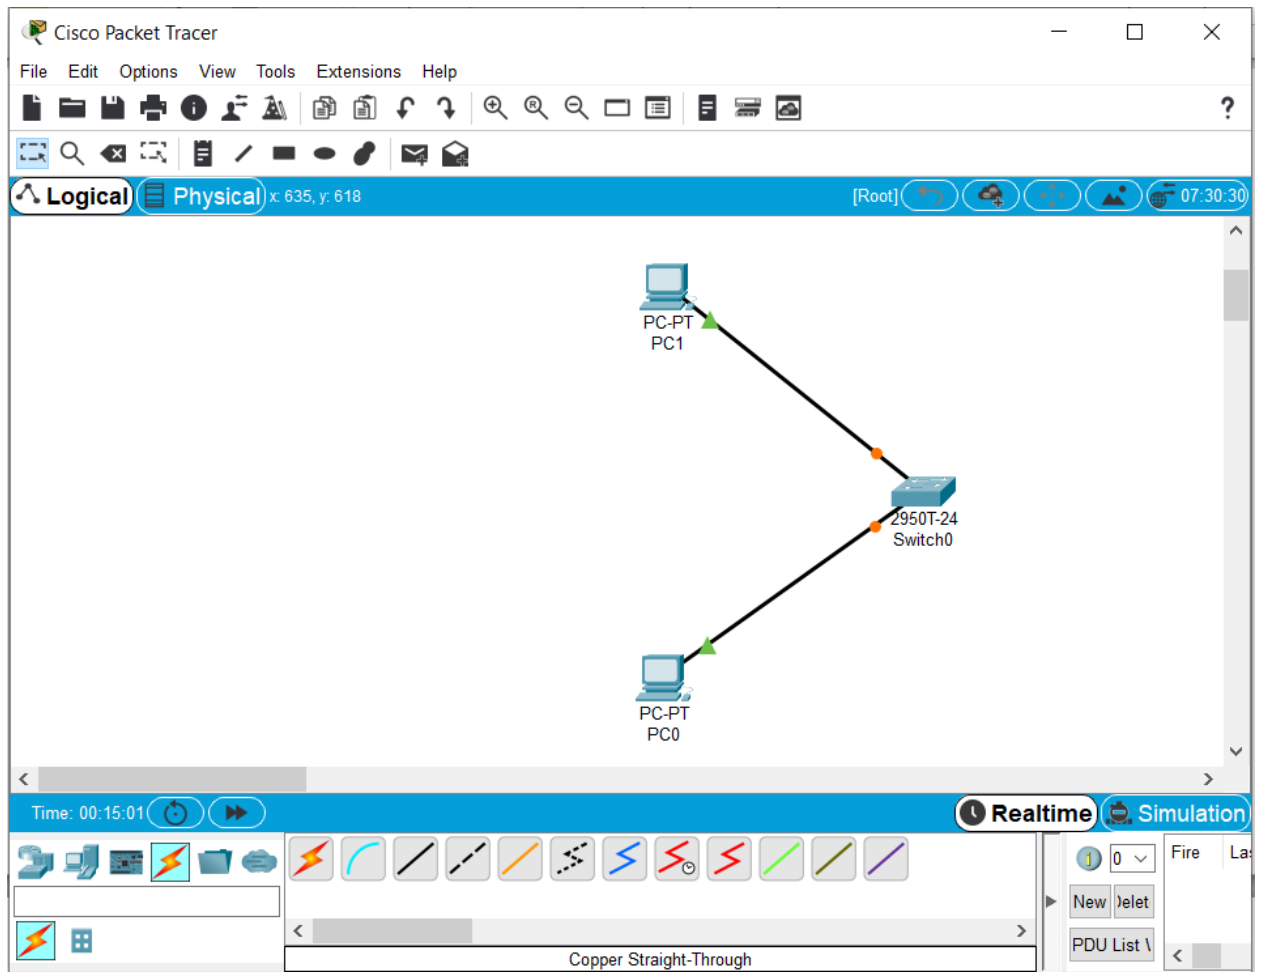 Cisco Packet Tracer
File Edit Options View Tools Extensions Help
Logical Physical x: 635, y: 618 [Root] 07:30:30
PC-PT
PC1
2950T-24
Switch0
PC-PT
PC0
Time: 00:15:01 Realtime Simulation
0 Fire La
New )elet
PDU List \
Copper Straight-Through